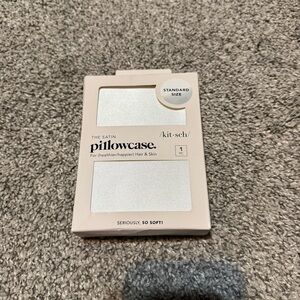 STANDARD
SIZE
/kit·sch/
THE SATIN
pillowcase.
For (healthier/happier) Hair & Skin
1
SERIOUSLY, SO SOFT!